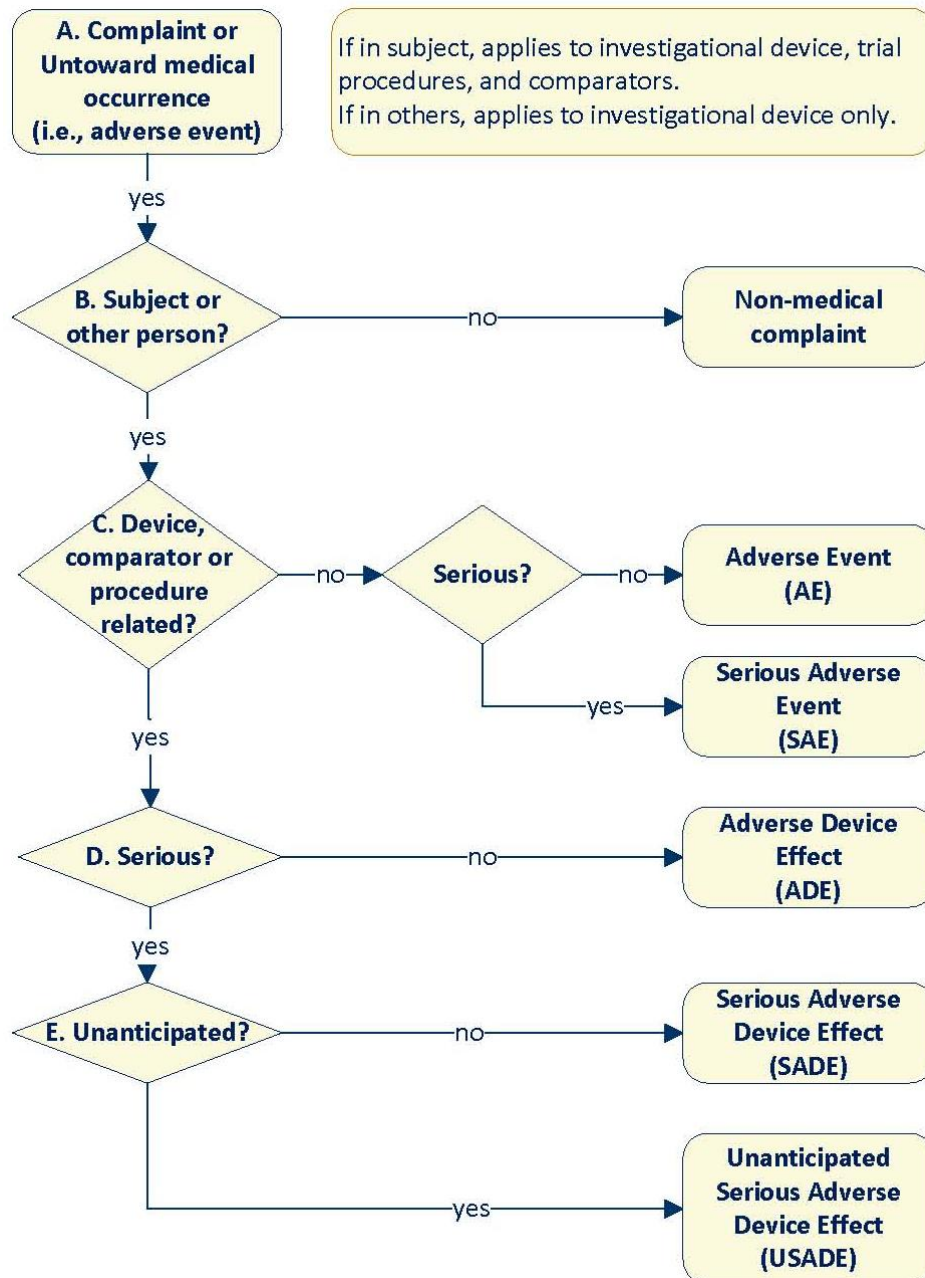 A. Complaint or
Untoward medical
occurrence
(i.e., adverse event)
If in subject, applies to investigational device, trial
procedures, and comparators.
If in others, applies to investigational device only.
yes
B. Subject or
other person?
no
Non-medical
complaint
yes
C. Device,
comparator or
procedure
related?
no
Serious?
no
Adverse Event
(AE)
yes
Serious Adverse
Event
(SAE)
yes
D. Serious?
no
Adverse Device
Effect
(ADE)
yes
E. Unanticipated?
no
Serious Adverse
Device Effect
(SADE)
yes
Unanticipated
Serious Adverse
Device Effect
(USADE)